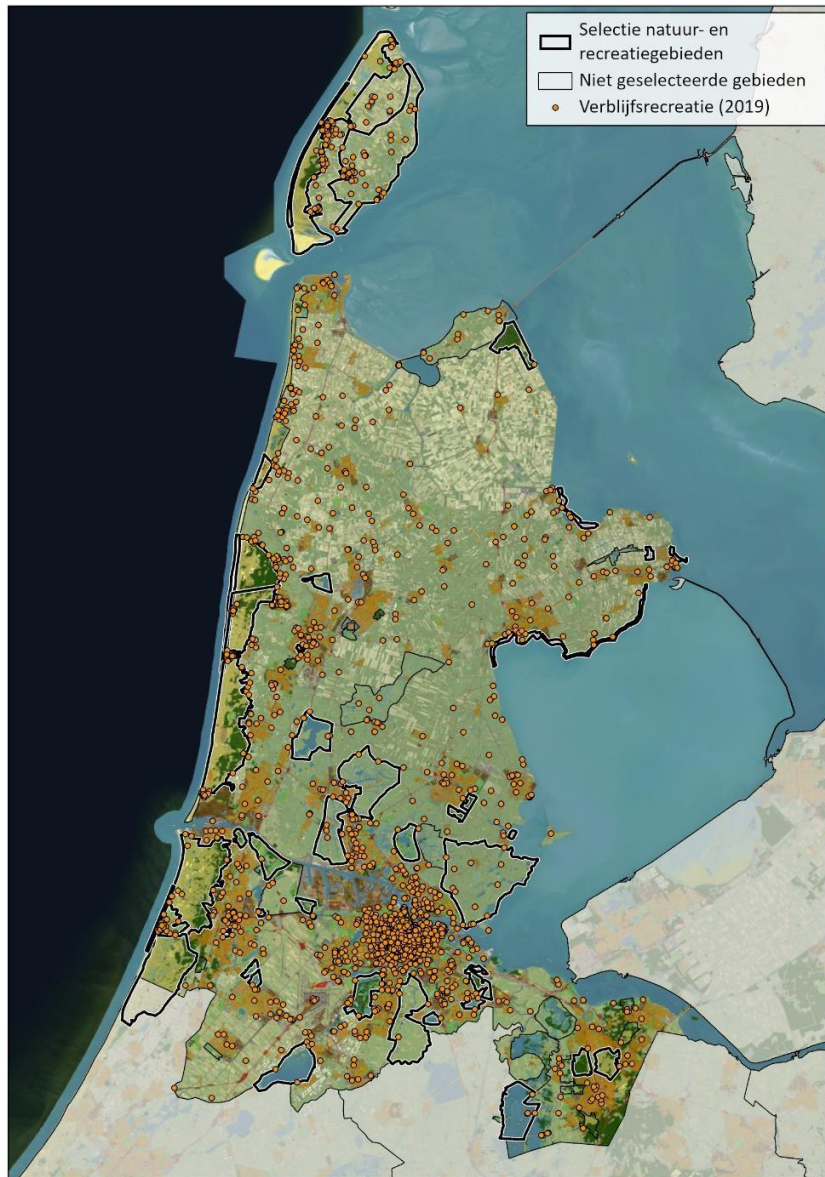 Selectie natuur- en
recreatiegebieden
Niet geselecteerde gebieden
Verblijfsrecreatie (2019)